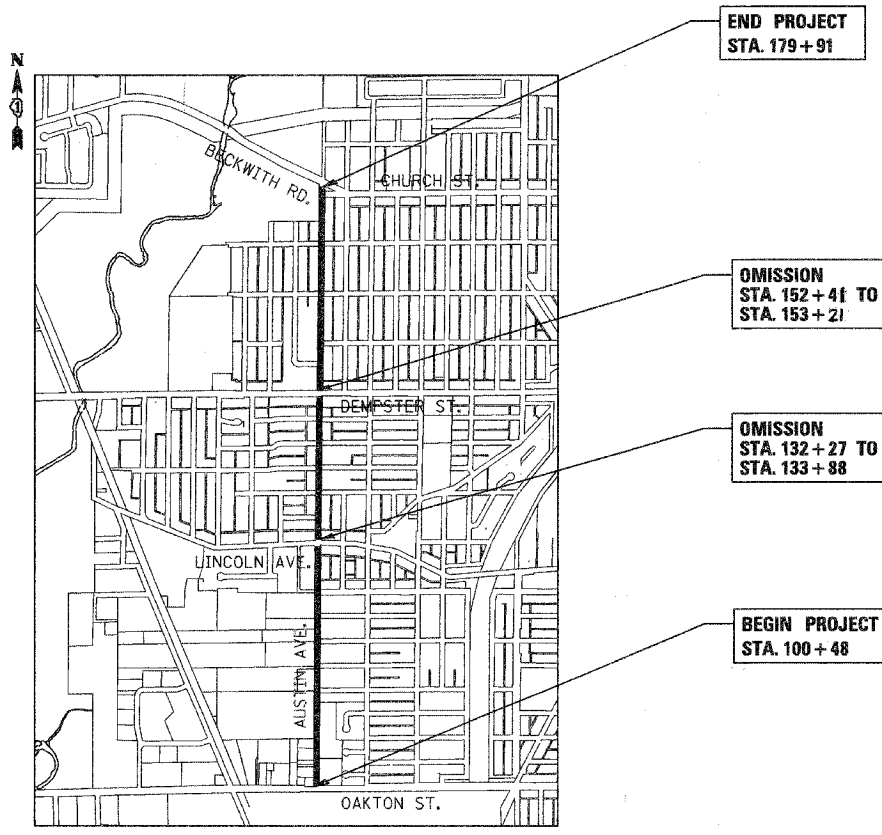 END PROJECT
STA. 179+91
N
BECKWITH RD.
CHURCH ST.
OMISSION
STA. 152+41 TO
STA. 153+21
DEMPSTER ST.
OMISSION
STA. 132+27 TO
STA. 133+88
LINCOLN AVE.
BEGIN PROJECT
STA. 100+48
AUSTIN AVE.
OAKTON ST.